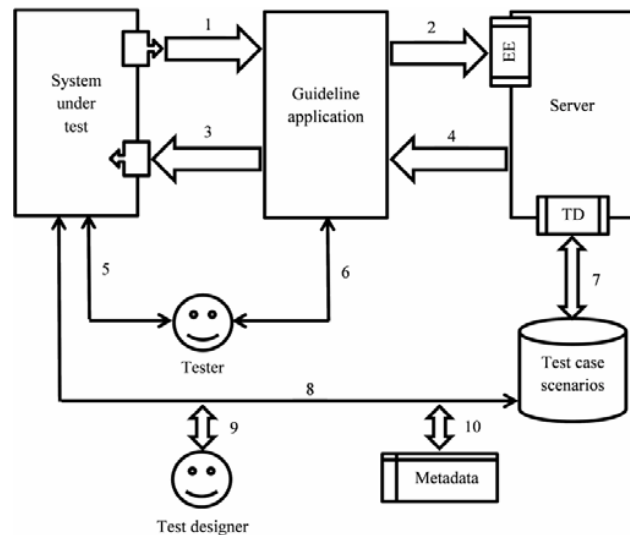 1
2
EE
System
under
test
Guideline
application
Server
3
4
TD
5
6
7
Tester
Test case
scenarios
8
9
10
Metadata
Test designer